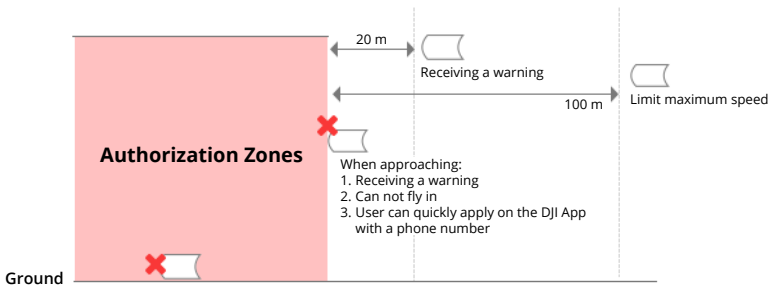 20 m
Receiving a warning
100 m
Limit maximum speed
Authorization Zones
When approaching:
1. Receiving a warning
2. Can not fly in
3. User can quickly apply on the DJI App
with a phone number
Ground